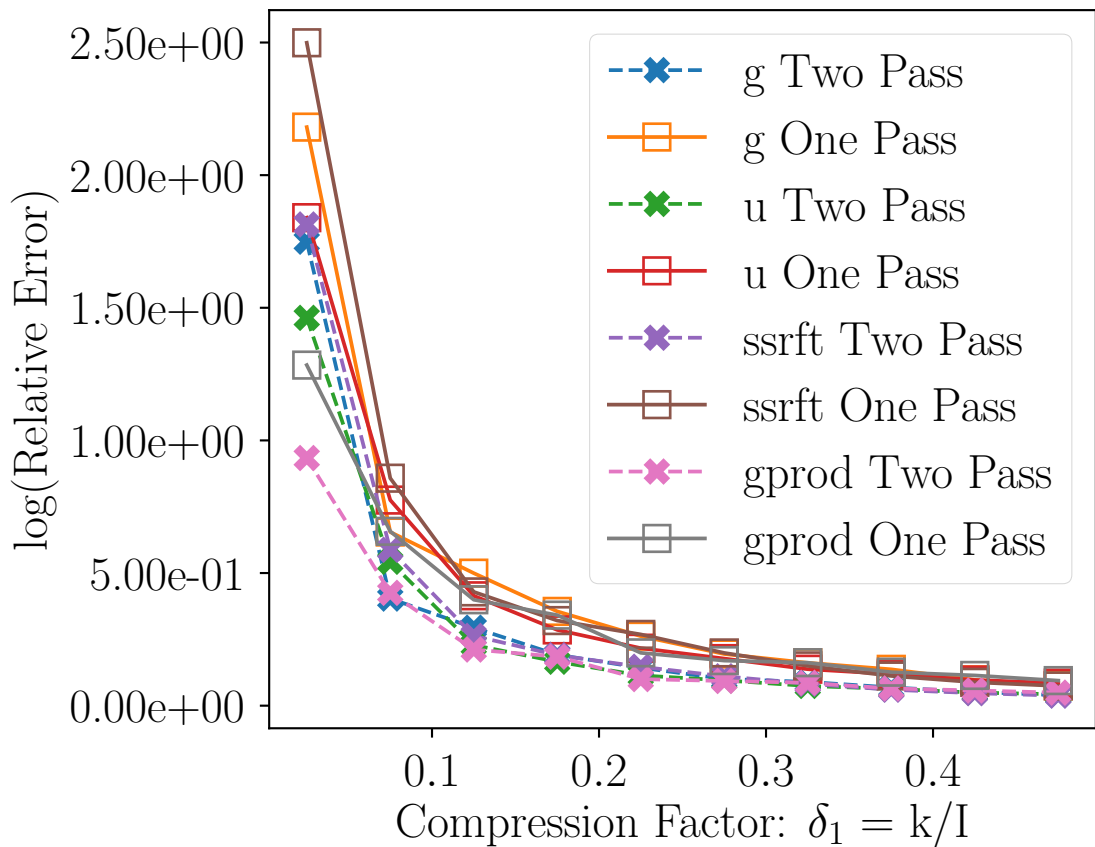 log(Relative Error)
2.50e+00
2.00e+00
1.50e+00
1.00e+00
5.00e-01
0.00e+00
g Two Pass
g One Pass
u Two Pass
u One Pass
ssrft Two Pass
ssrft One Pass
gprod Two Pass
gprod One Pass
0.1 0.2 0.3 0.4
Compression Factor: δ₁ = k/I